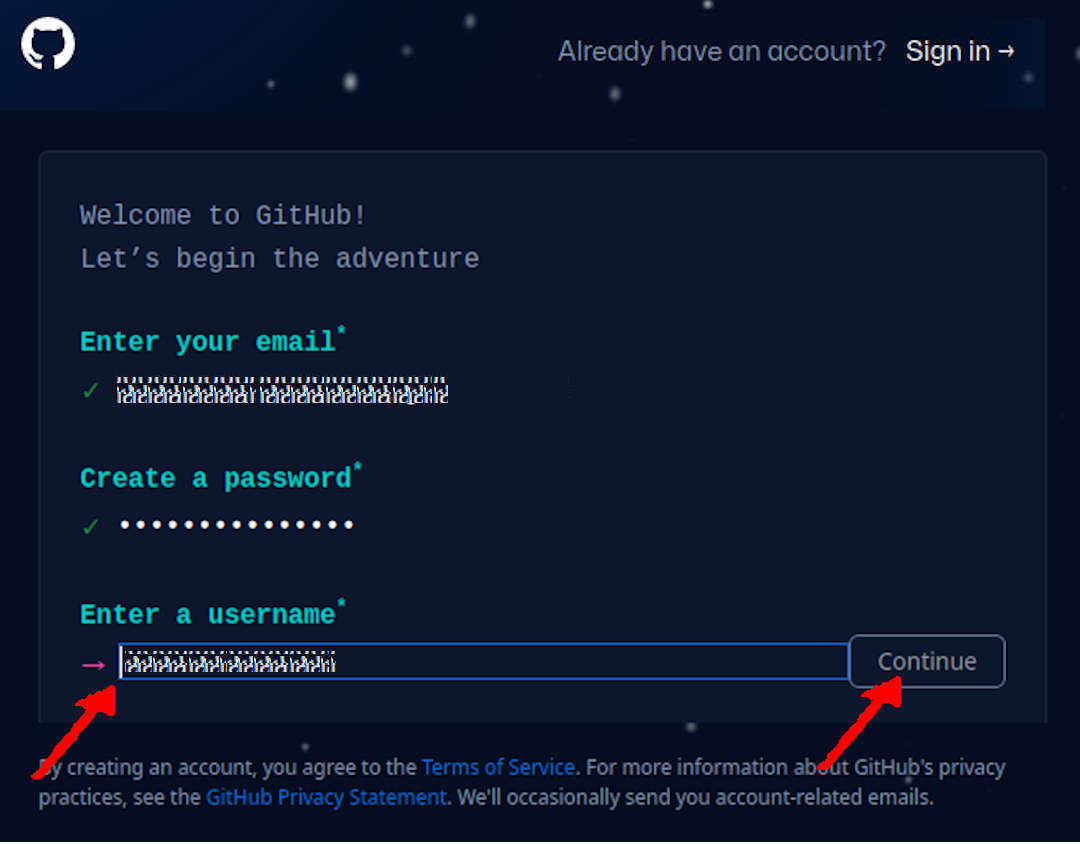 Already have an account? Sign in →
Welcome to GitHub!
Let’s begin the adventure
Enter your email*
✓
Create a password*
✓ •••••••••••••••
Enter a username*
→
Continue
By creating an account, you agree to the Terms of Service. For more information about GitHub's privacy
practices, see the GitHub Privacy Statement. We'll occasionally send you account-related emails.